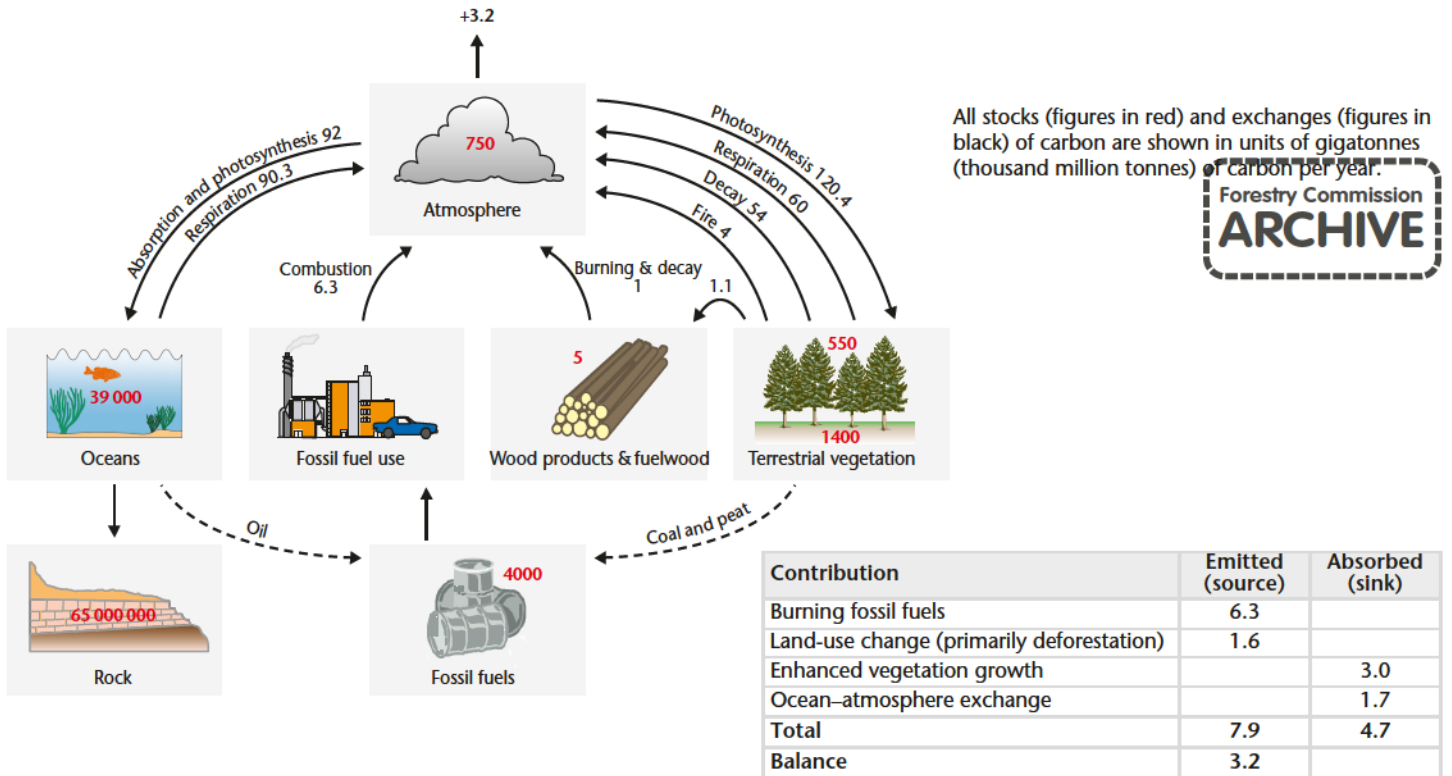 +3.2
750
Atmosphere
All stocks (figures in red) and exchanges (figures in
black) of carbon are shown in units of gigatonnes
(thousand million tonnes) of carbon per year.
Forestry Commission
ARCHIVE
Absorption and photosynthesis 92
Respiration 90.3
Combustion
6.3
Burning & decay
1
1.1
Photosynthesis 120.4
Respiration 60
Decay 54
Fire 4
39 000
Oceans
Fossil fuel use
5
Wood products & fuelwood
550
1400
Terrestrial vegetation
Oil
Coal and peat
65 000 000
Rock
4000
Fossil fuels
Contribution Emitted (source) Absorbed (sink)
Burning fossil fuels 6.3
Land-use change (primarily deforestation) 1.6
Enhanced vegetation growth 3.0
Ocean–atmosphere exchange 1.7
Total 7.9 4.7
Balance 3.2